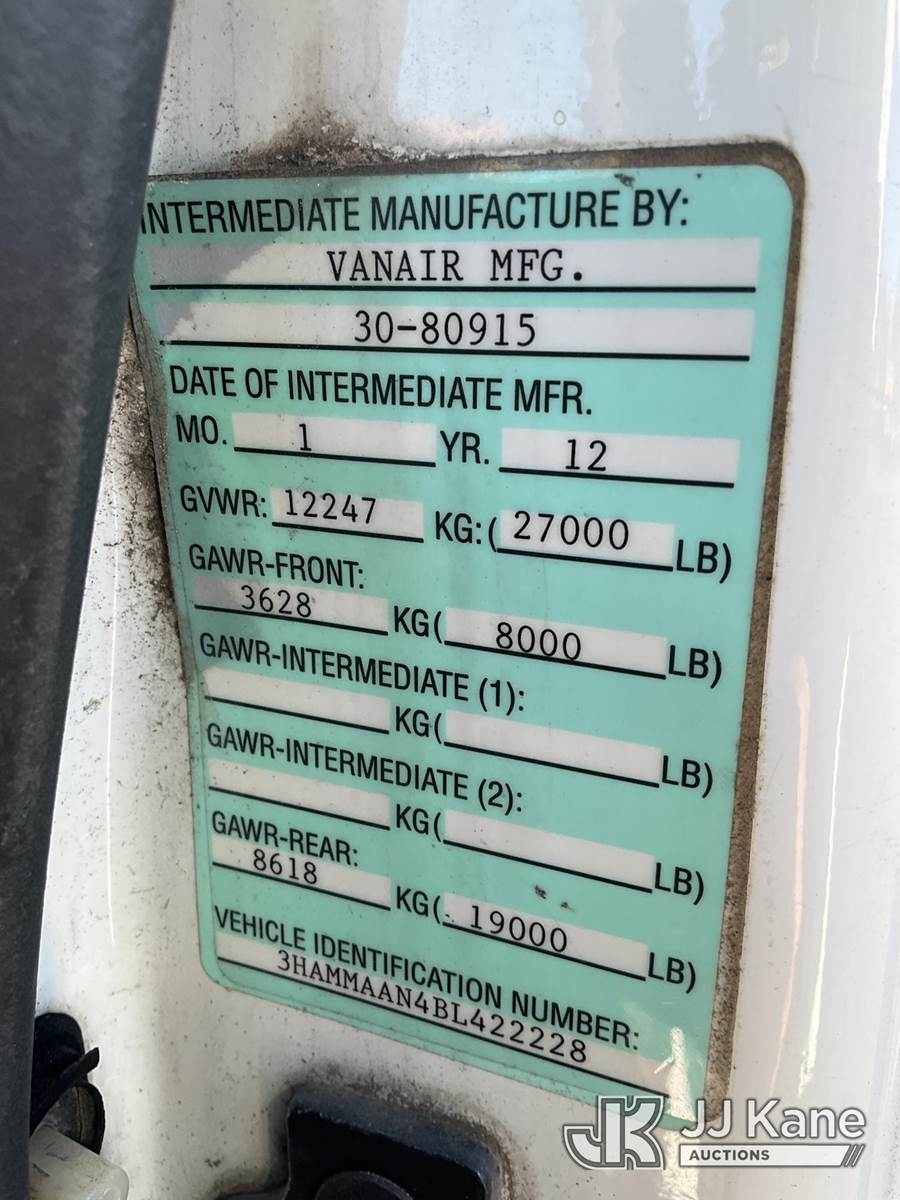 INTERMEDIATE MANUFACTURE BY:
VANAIR MFG.
30-80915
DATE OF INTERMEDIATE MFR.
MO. 1 YR. 12
GVWR: 12247 KG: (27000 LB)
GAWR-FRONT:
3628 KG( 8000 LB)
GAWR-INTERMEDIATE (1):
KG( LB)
GAWR-INTERMEDIATE (2):
KG( LB)
GAWR-REAR:
8618 KG( 19000 LB)
VEHICLE IDENTIFICATION NUMBER:
3HAMMAAN4BL422228
JK JJ Kane
AUCTIONS